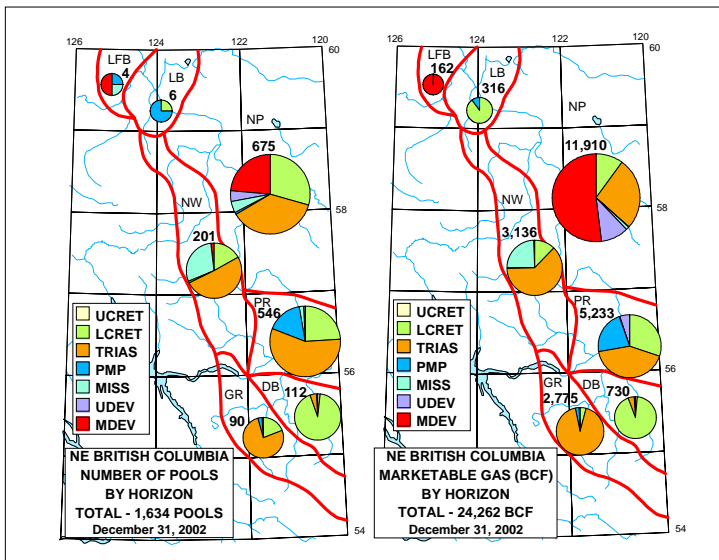 126
124
122
120
60
LFB
4
LB
6
NP
675
58
NW
201
PR
546
56
UCRET
LCRET
TRIAS
PMP
MISS
UDEV
MDEV
GR
DB
112
90
NE BRITISH COLUMBIA
NUMBER OF POOLS
BY HORIZON
TOTAL - 1,634 POOLS
December 31, 2002
54
126
124
122
120
60
LFB
162
LB
316
NP
11,910
58
NW
3,136
PR
5,233
56
UCRET
LCRET
TRIAS
PMP
MISS
UDEV
MDEV
GR
DB
2,775
730
NE BRITISH COLUMBIA
MARKETABLE GAS (BCF)
BY HORIZON
TOTAL - 24,262 BCF
December 31, 2002
54